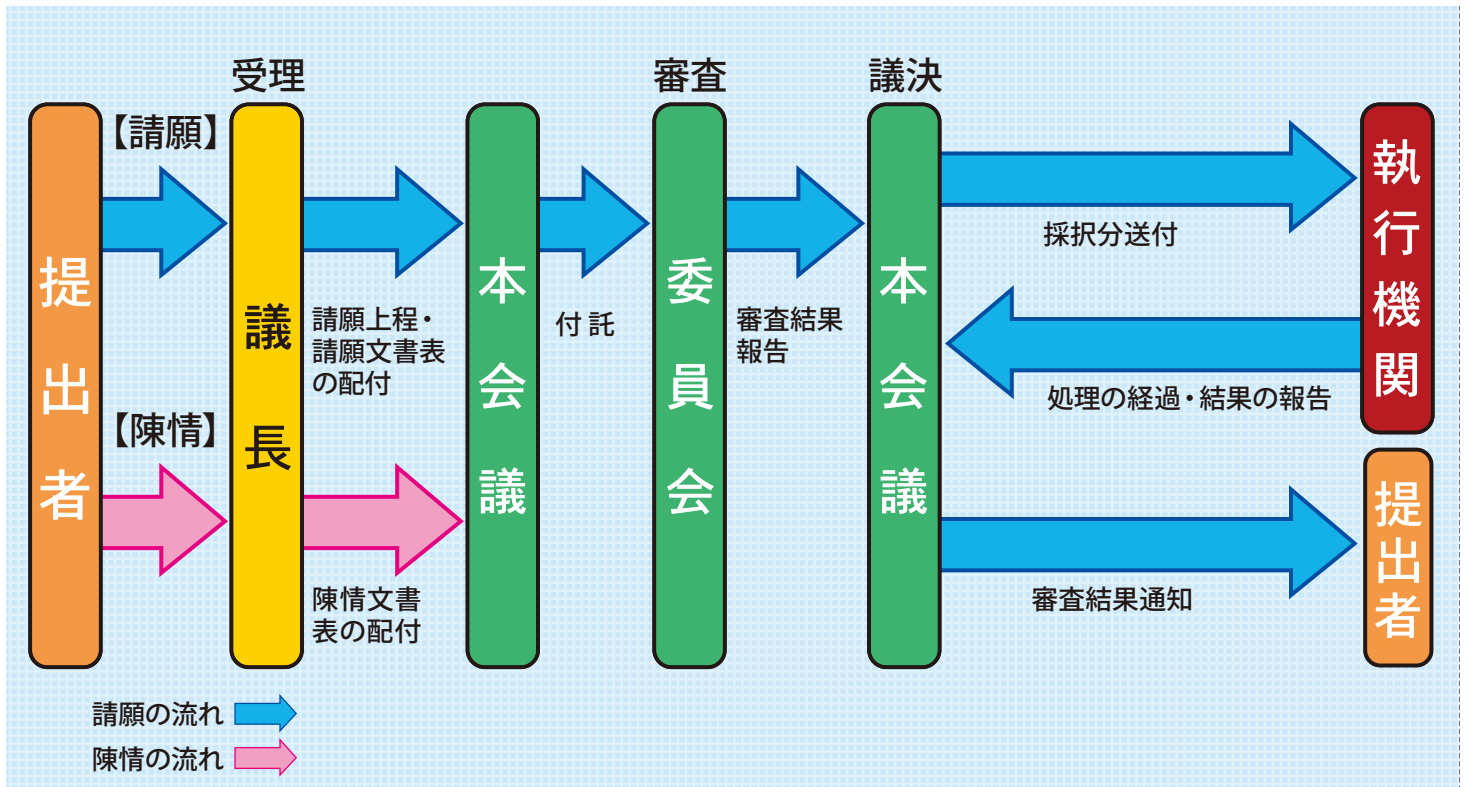 受理
審査
議決
【請願】
【陳情】
提出者
議長
請願上程・
請願文書表
の配付
陳情文書
表の配付
本会議
付託
委員会
審査結果
報告
本会議
採択分送付
処理の経過・結果の報告
審査結果通知
執行機関
提出者
請願の流れ
陳情の流れ